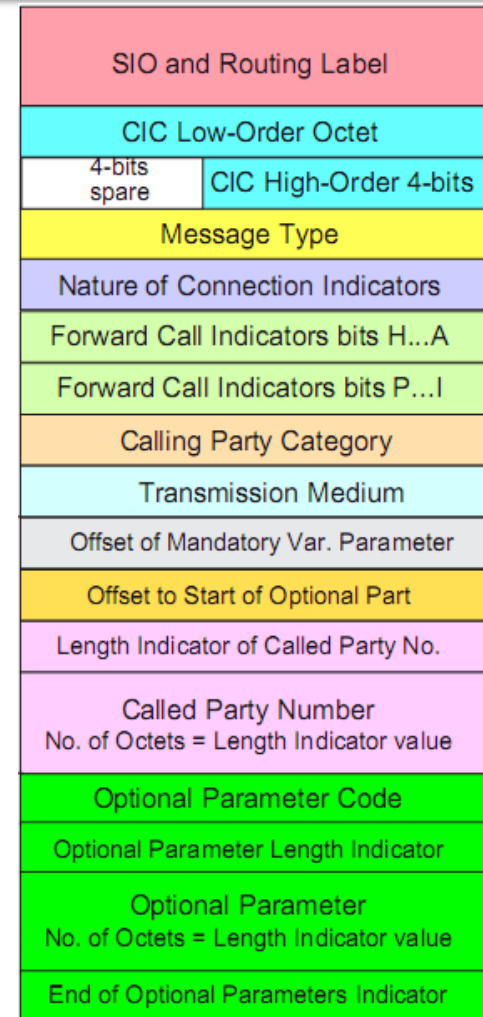 SIO and Routing Label
CIC Low-Order Octet
4-bits
spare
CIC High-Order 4-bits
Message Type
Nature of Connection Indicators
Forward Call Indicators bits H...A
Forward Call Indicators bits P...I
Calling Party Category
Transmission Medium
Offset of Mandatory Var. Parameter
Offset to Start of Optional Part
Length Indicator of Called Party No.
Called Party Number
No. of Octets = Length Indicator value
Optional Parameter Code
Optional Parameter Length Indicator
Optional Parameter
No. of Octets = Length Indicator value
End of Optional Parameters Indicator